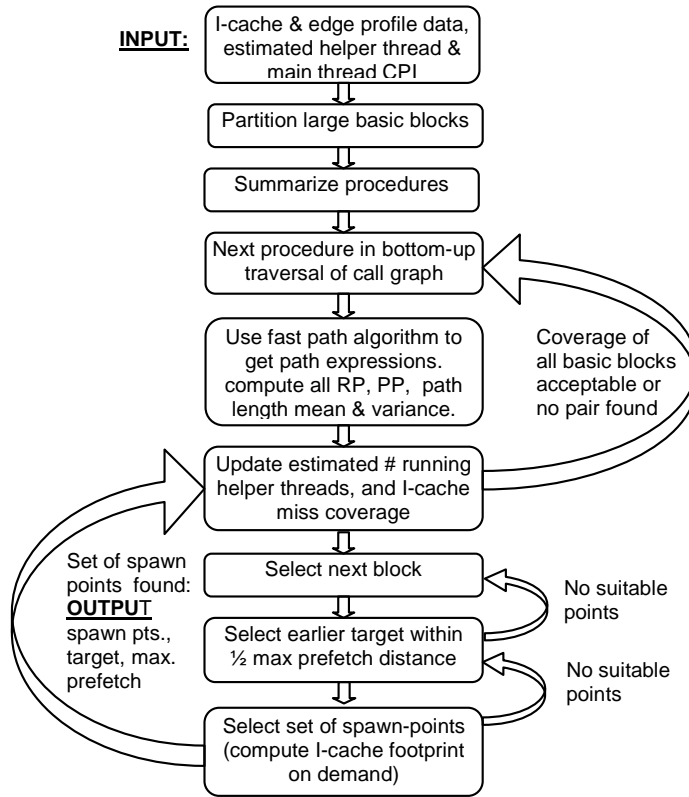 INPUT:
I-cache & edge profile data,
estimated helper thread &
main thread CPI
Partition large basic blocks
Summarize procedures
Next procedure in bottom-up
traversal of call graph
Use fast path algorithm to
get path expressions.
compute all RP, PP, path
length mean & variance.
Coverage of
all basic blocks
acceptable or
no pair found
Update estimated # running
helper threads, and I-cache
miss coverage
Set of spawn
points found:
OUTPUT
spawn pts.,
target, max.
prefetch
Select next block
No suitable
points
Select earlier target within
½ max prefetch distance
No suitable
points
Select set of spawn-points
(compute I-cache footprint
on demand)